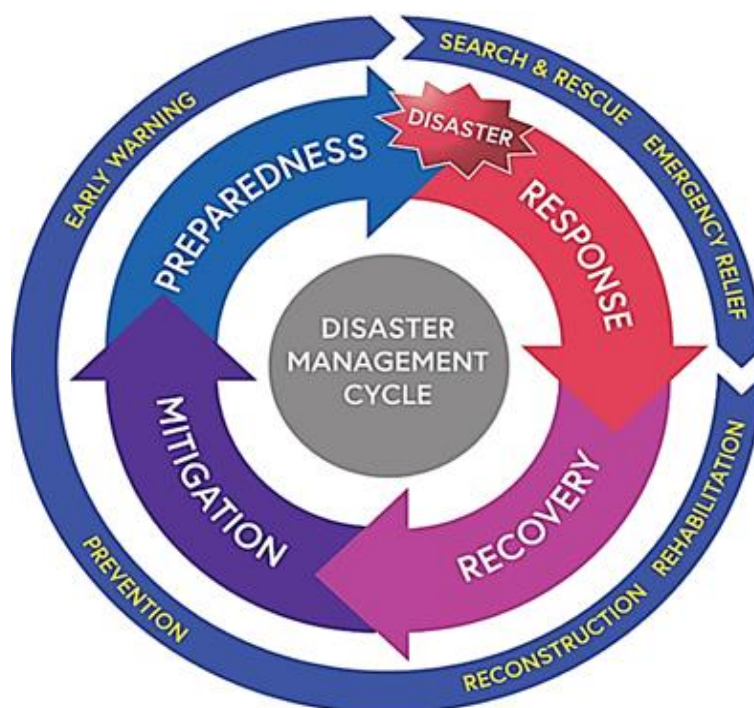 DISASTER
MANAGEMENT
CYCLE
DISASTER
RESPONSE
RECOVERY
MITIGATION
PREPAREDNESS
SEARCH & RESCUE
EMERGENCY RELIEF
REHABILITATION
RECONSTRUCTION
PREVENTION
EARLY WARNING